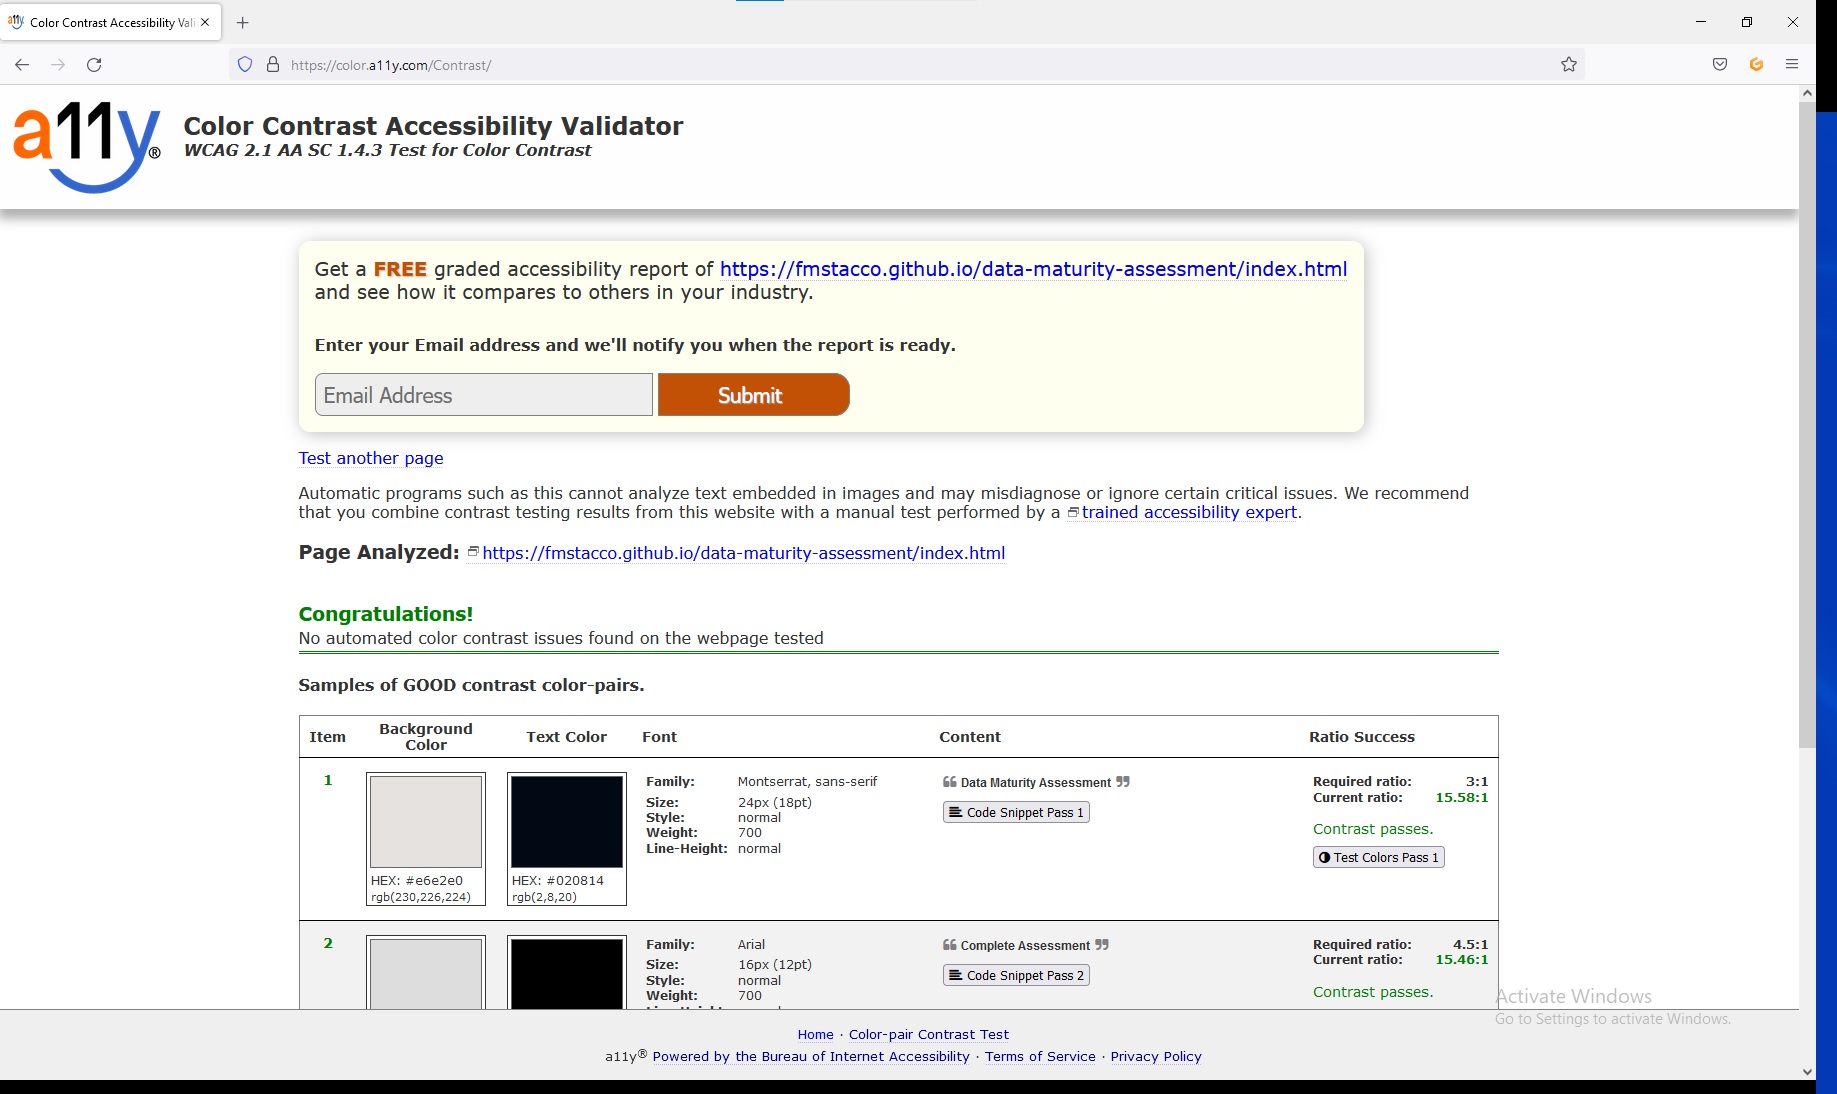 Color Contrast Accessibility Vali
https://color.a11y.com/Contrast/
a11y®
Color Contrast Accessibility Validator
WCAG 2.1 AA SC 1.4.3 Test for Color Contrast
Get a FREE graded accessibility report of https://fmstacco.github.io/data-maturity-assessment/index.html
and see how it compares to others in your industry.
Enter your Email address and we'll notify you when the report is ready.
Email Address
Submit
Test another page
Automatic programs such as this cannot analyze text embedded in images and may misdiagnose or ignore certain critical issues. We recommend
that you combine contrast testing results from this website with a manual test performed by a trained accessibility expert.
Page Analyzed: https://fmstacco.github.io/data-maturity-assessment/index.html
Congratulations!
No automated color contrast issues found on the webpage tested
Samples of GOOD contrast color-pairs.
Item Background Color Text Color Font Content Ratio Success
1
HEX: #e6e2e0
rgb(230,226,224)
HEX: #020814
rgb(2,8,20)
Family: Montserrat, sans-serif
Size: 24px (18pt)
Style: normal
Weight: 700
Line-Height: normal
❝ Data Maturity Assessment ❞
Code Snippet Pass 1
Required ratio: 3:1
Current ratio: 15.58:1
Contrast passes.
Test Colors Pass 1
2
Family: Arial
Size: 16px (12pt)
Style: normal
Weight: 700
❝ Complete Assessment ❞
Code Snippet Pass 2
Required ratio: 4.5:1
Current ratio: 15.46:1
Contrast passes.
Activate Windows
Go to Settings to activate Windows.
Home · Color-pair Contrast Test
a11y® Powered by the Bureau of Internet Accessibility · Terms of Service · Privacy Policy